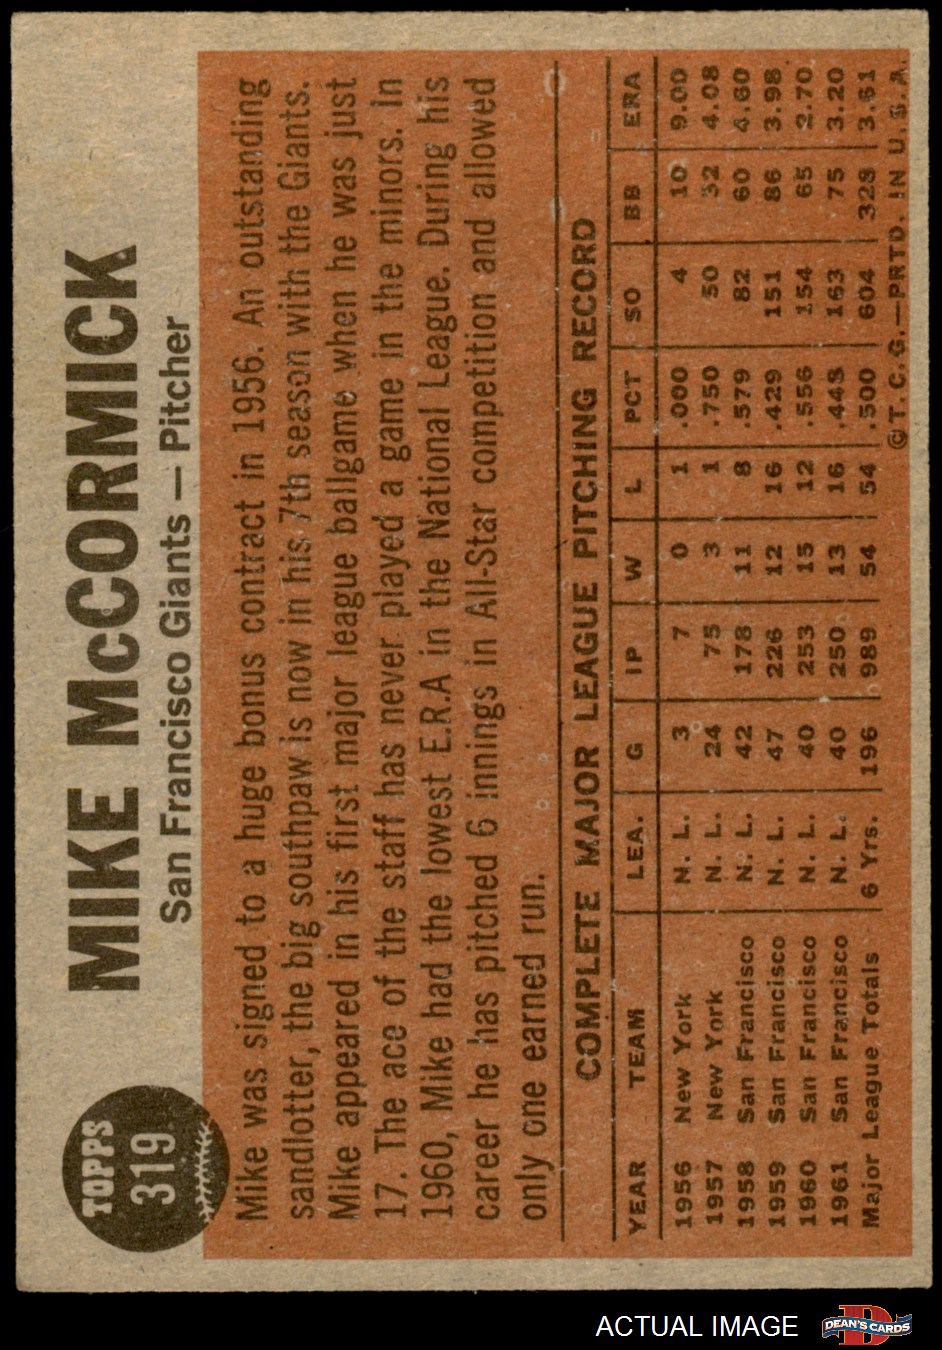 TOPPS
319
MIKE McCORMICK
San Francisco Giants — Pitcher
Mike was signed to a huge bonus contract in 1956. An outstanding
sandlotter, the big southpaw is now in his 7th season with the Giants.
Mike appeared in his first major league ballgame when he was just
17. The ace of the staff has never played a game in the minors. In
1960, Mike had the lowest E.R.A in the National League. During his
career he has pitched 6 innings in All-Star competition and allowed
only one earned run.
COMPLETE MAJOR LEAGUE PITCHING RECORD
YEAR TEAM LEA. G IP W L PCT SO BB ERA
1956 New York N. L. 3 7 0 1 .000 4 10 9.00
1957 New York N. L. 24 75 3 1 .750 50 32 4.08
1958 San Francisco N. L. 42 178 11 8 .579 82 60 4.60
1959 San Francisco N. L. 47 226 12 16 .429 151 86 3.98
1960 San Francisco N. L. 40 253 15 12 .556 154 65 2.70
1961 San Francisco N. L. 40 250 13 16 .448 163 75 3.20
Major League Totals 6 Yrs. 196 989 54 54 .500 604 328 3.61
©T. C. G.—PRTD. IN U.S.A.
ACTUAL IMAGE
DEAN'S CARDS